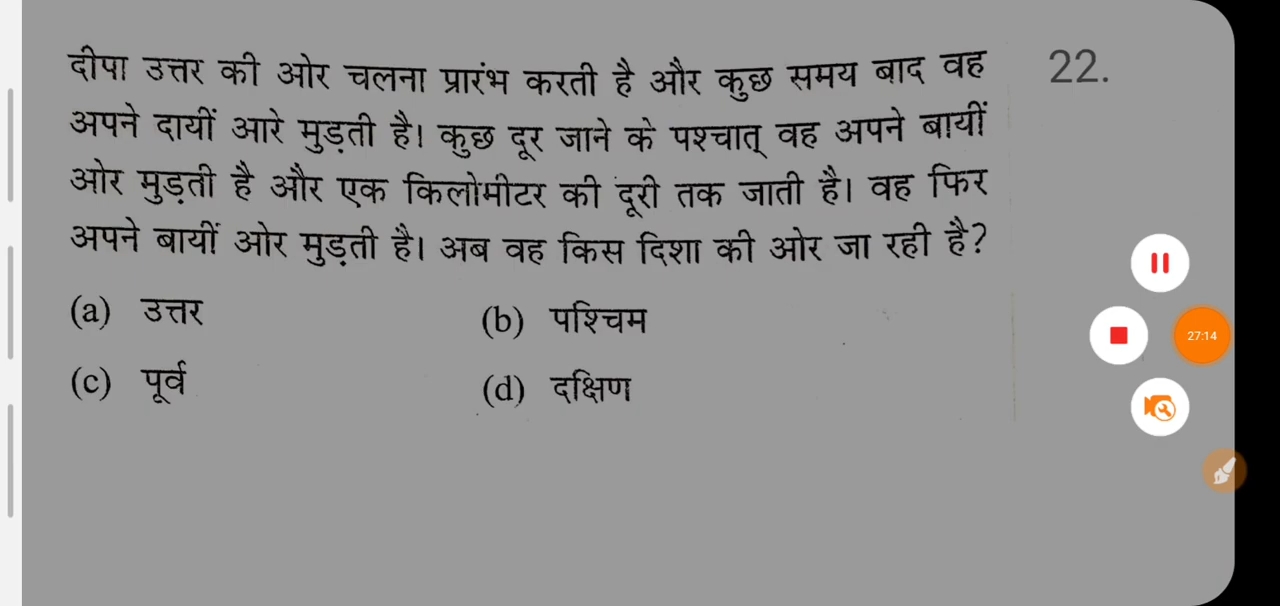 दीपा उत्तर की ओर चलना प्रारंभ करती है और कुछ समय बाद वह
22.
अपने दायीं आरे मुड़ती है। कुछ दूर जाने के पश्चात् वह अपने बायीं
ओर मुड़ती है और एक किलोमीटर की दूरी तक जाती है। वह फिर
अपने बायीं ओर मुड़ती है। अब वह किस दिशा की ओर जा रही है?
(a) उत्तर (b) पश्चिम
(c) पूर्व (d) दक्षिण
27:14